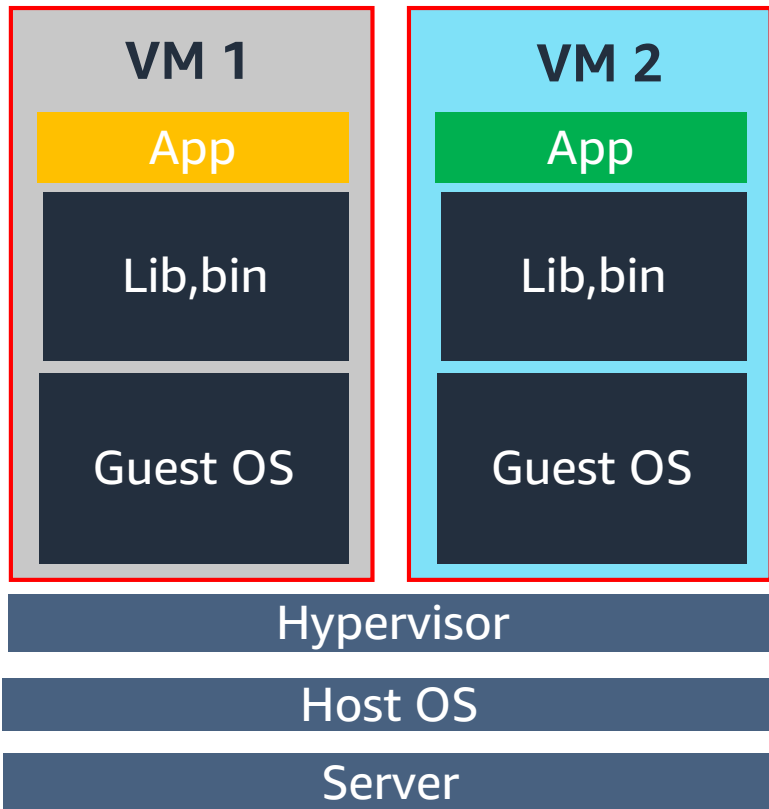 VM 1
App
Lib,bin
Guest OS
VM 2
App
Lib,bin
Guest OS
Hypervisor
Host OS
Server